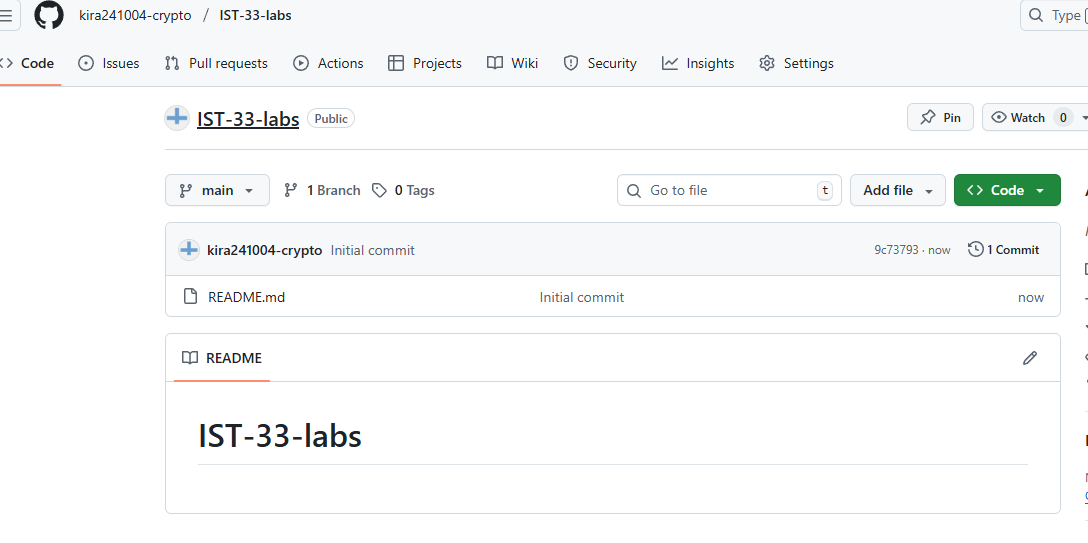 kira241004-crypto / IST-33-labs
Type
Code Issues Pull requests Actions Projects Wiki Security Insights Settings
IST-33-labs Public
Pin Watch 0
main 1 Branch 0 Tags
Go to file t
Add file Code
kira241004-crypto Initial commit 9c73793 · now 1 Commit
README.md Initial commit now
README
IST-33-labs